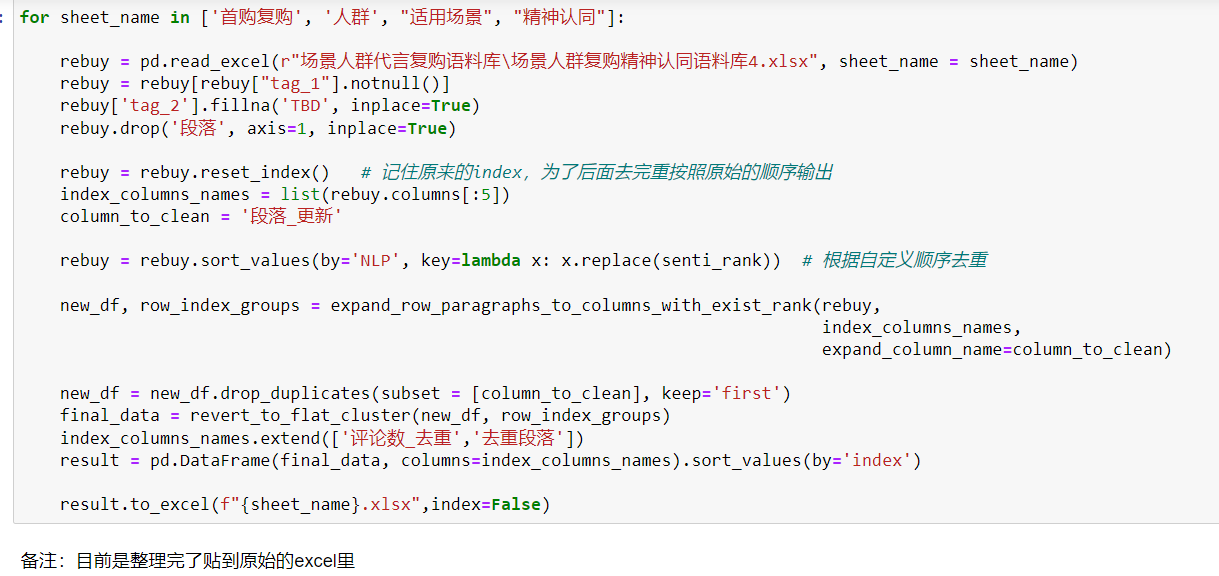 for sheet_name in ['首购复购', '人群', "适用场景", "精神认同"]:
rebuy = pd.read_excel(r"场景人群代言复购语料库\场景人群复购精神认同语料库4.xlsx", sheet_name = sheet_name)
rebuy = rebuy[rebuy["tag_1"].notnull()]
rebuy['tag_2'].fillna('TBD', inplace=True)
rebuy.drop('段落', axis=1, inplace=True)
rebuy = rebuy.reset_index()   # 记住原来的index，为了后面去完重按照原始的顺序输出
index_columns_names = list(rebuy.columns[:5])
column_to_clean = '段落_更新'
rebuy = rebuy.sort_values(by='NLP', key=lambda x: x.replace(senti_rank))  # 根据自定义顺序去重
new_df, row_index_groups = expand_row_paragraphs_to_columns_with_exist_rank(rebuy,
index_columns_names,
expand_column_name=column_to_clean)
new_df = new_df.drop_duplicates(subset = [column_to_clean], keep='first')
final_data = revert_to_flat_cluster(new_df, row_index_groups)
index_columns_names.extend(['评论数_去重','去重段落'])
result = pd.DataFrame(final_data, columns=index_columns_names).sort_values(by='index')
result.to_excel(f"{sheet_name}.xlsx",index=False)
备注：目前是整理完了贴到原始的excel里